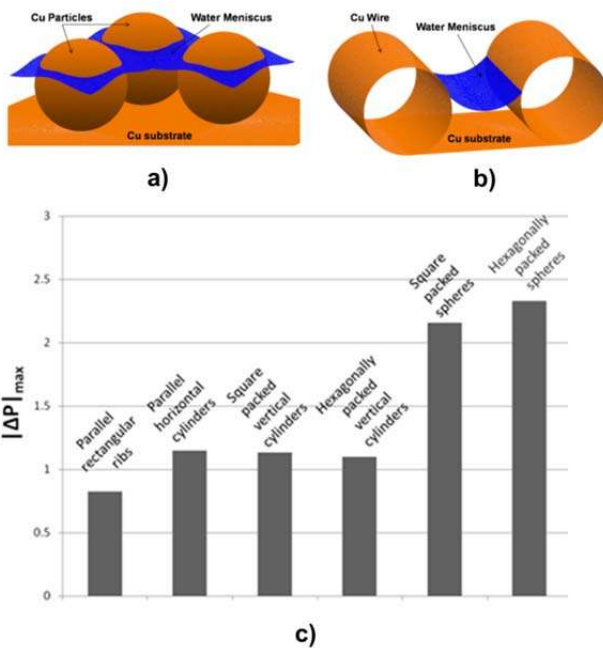 Cu Particles
Water Meniscus
Cu substrate
a)
Cu Wire
Water Meniscus
Cu substrate
b)
|ΔP|max
3
2.5
2
1.5
1
0.5
0
Parallel
rectangular
ribs
Parallel
horizontal
cylinders
Square
packed
vertical
cylinders
Hexagonally
packed
vertical
cylinders
Square
packed
spheres
Hexagonally
packed
spheres
c)